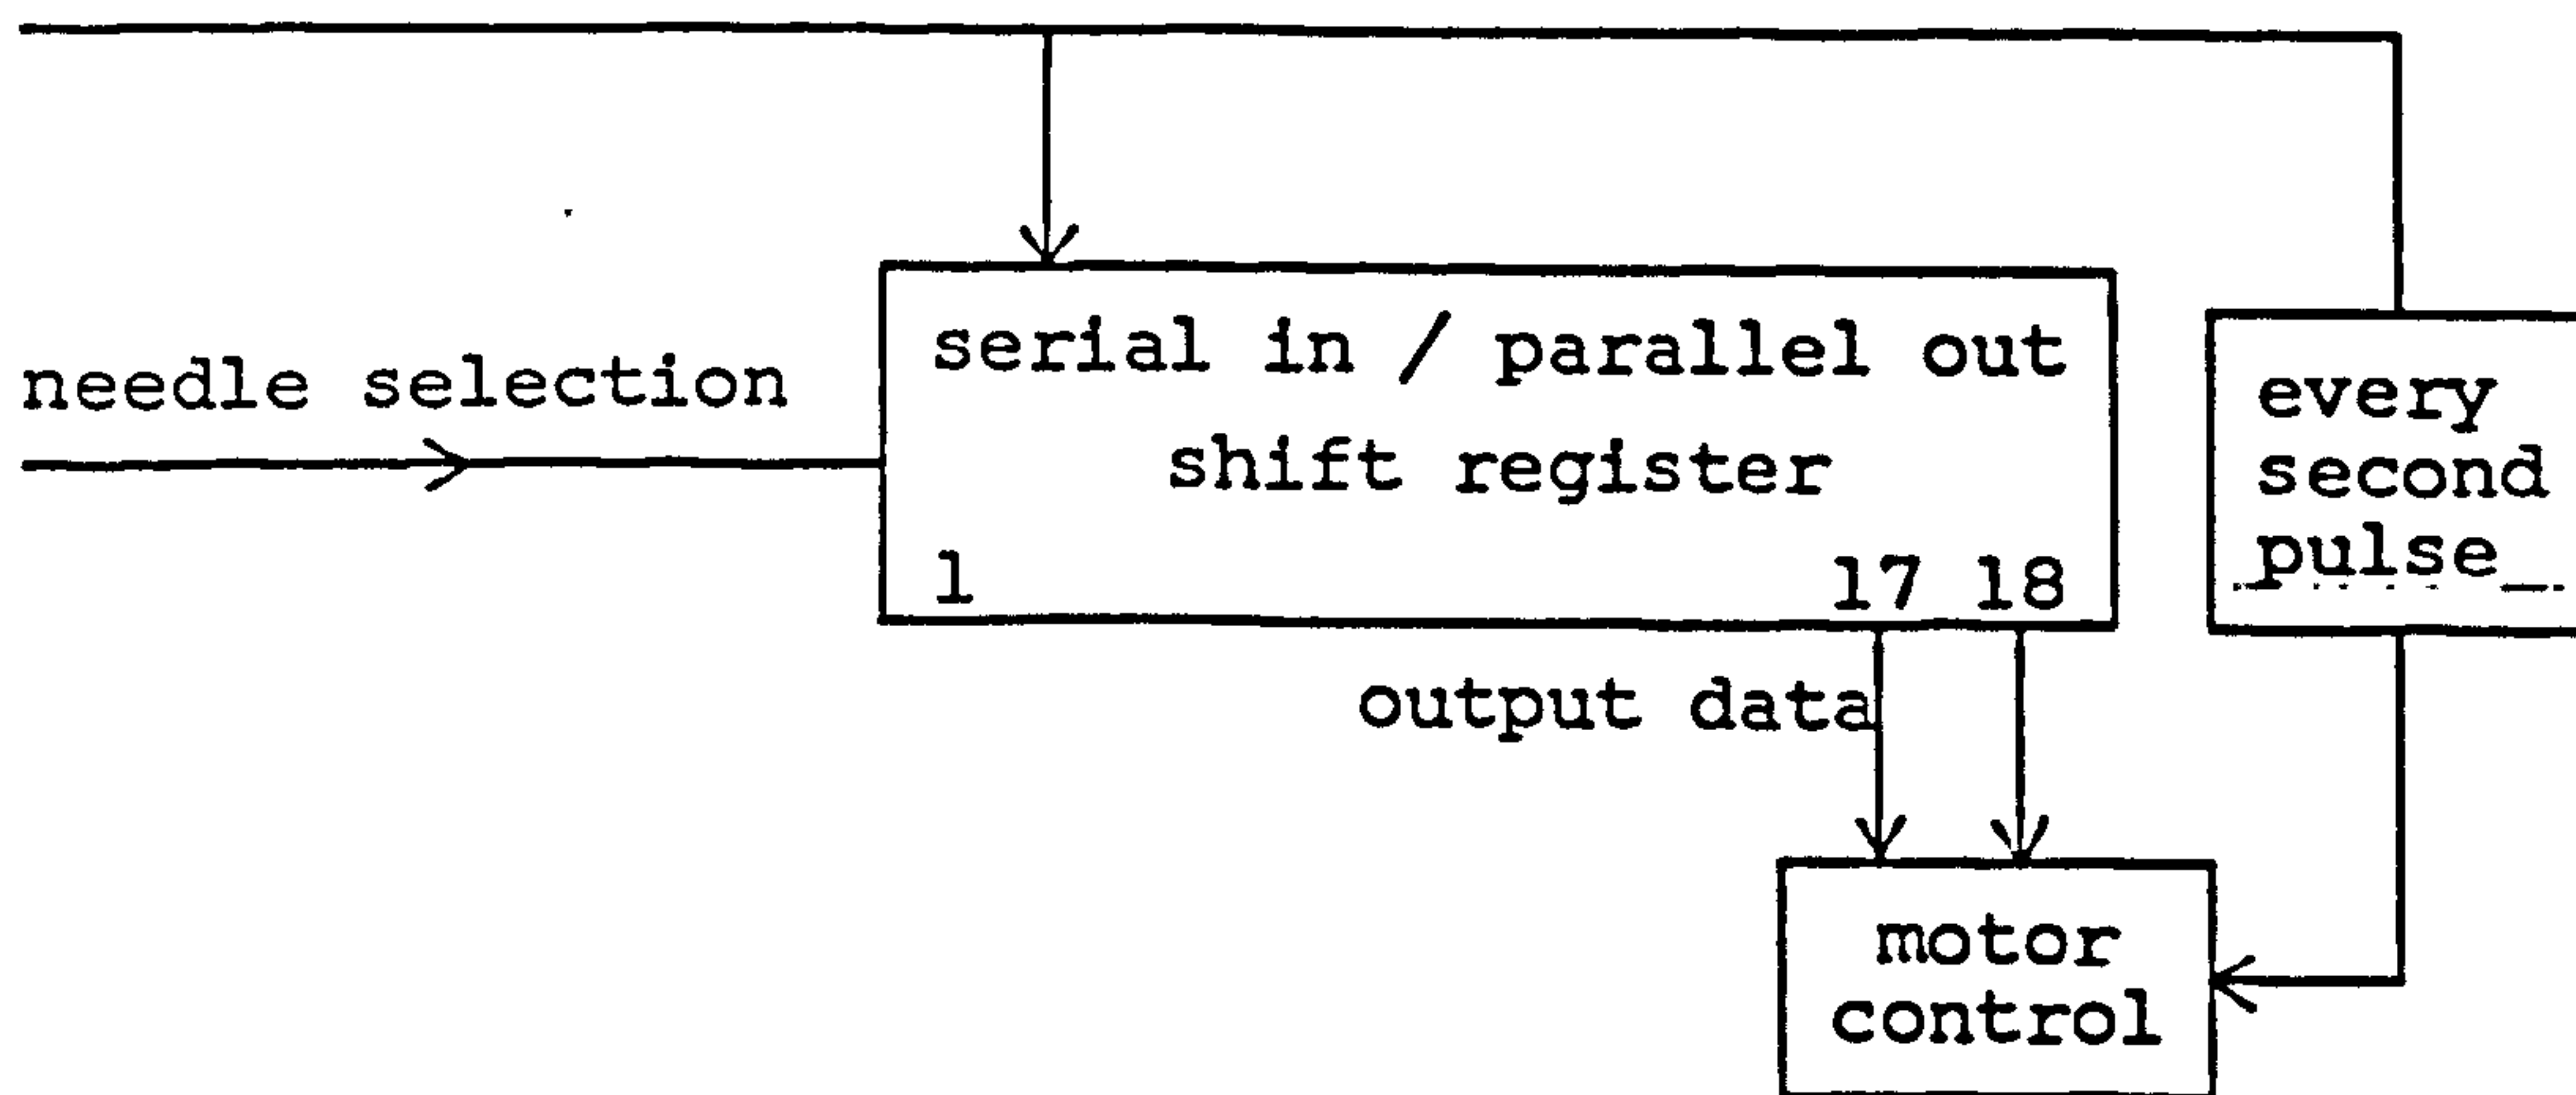 needle selection
serial in / parallel out
shift register
1 17 18
every
second
pulse
output data
motor
control